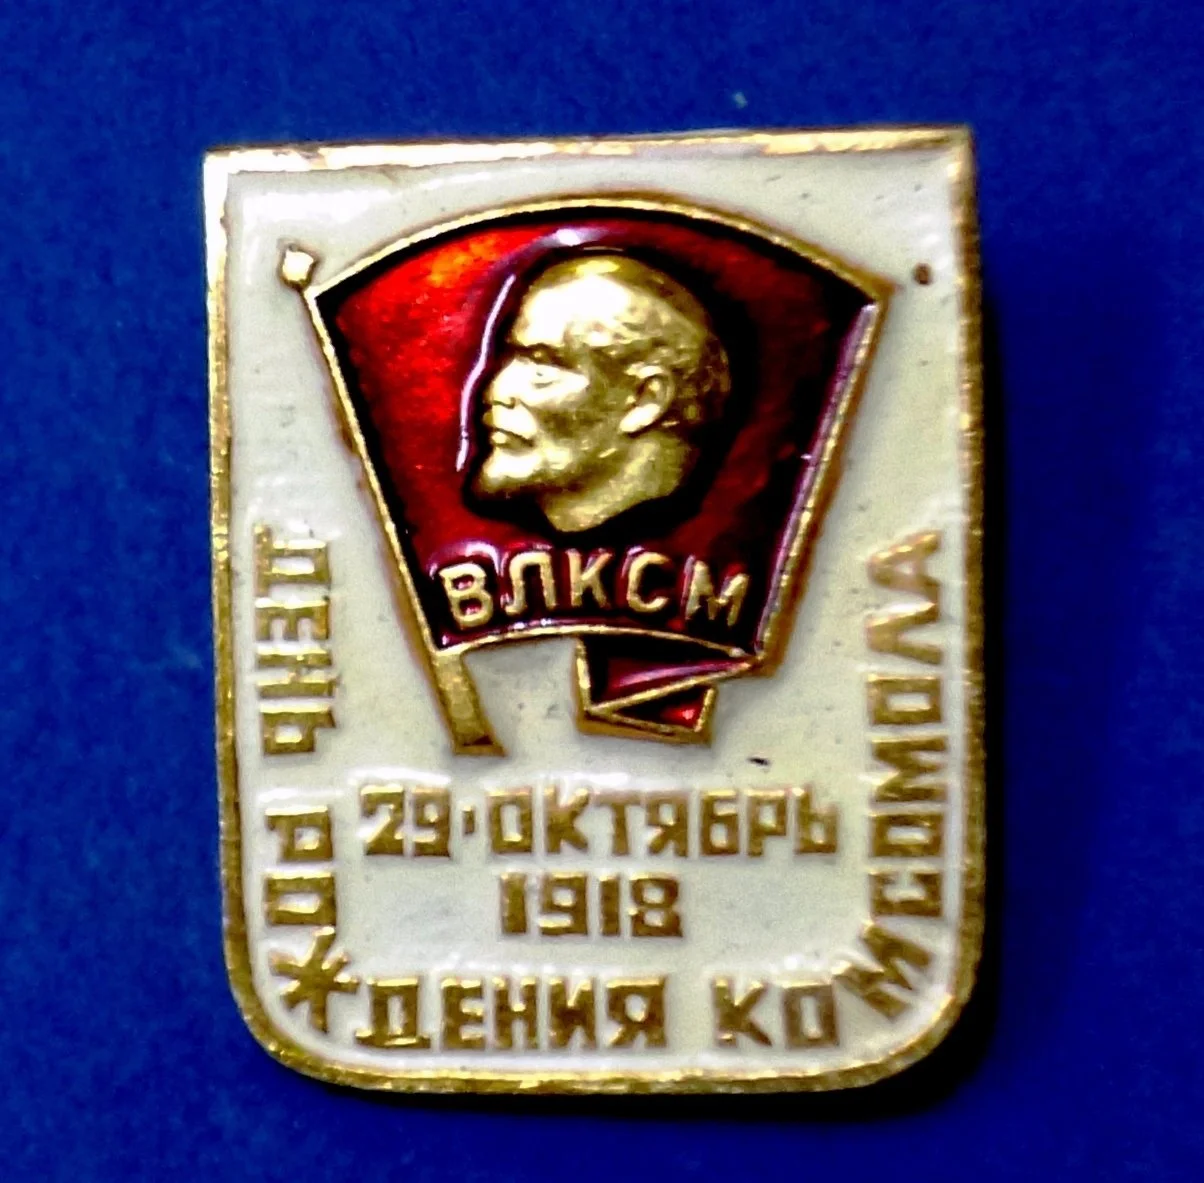 ВЛКСМ
29·ОКТЯБРЬ
1918
ДЕНЬ РОЖДЕНИЯ КОМСОМОЛА